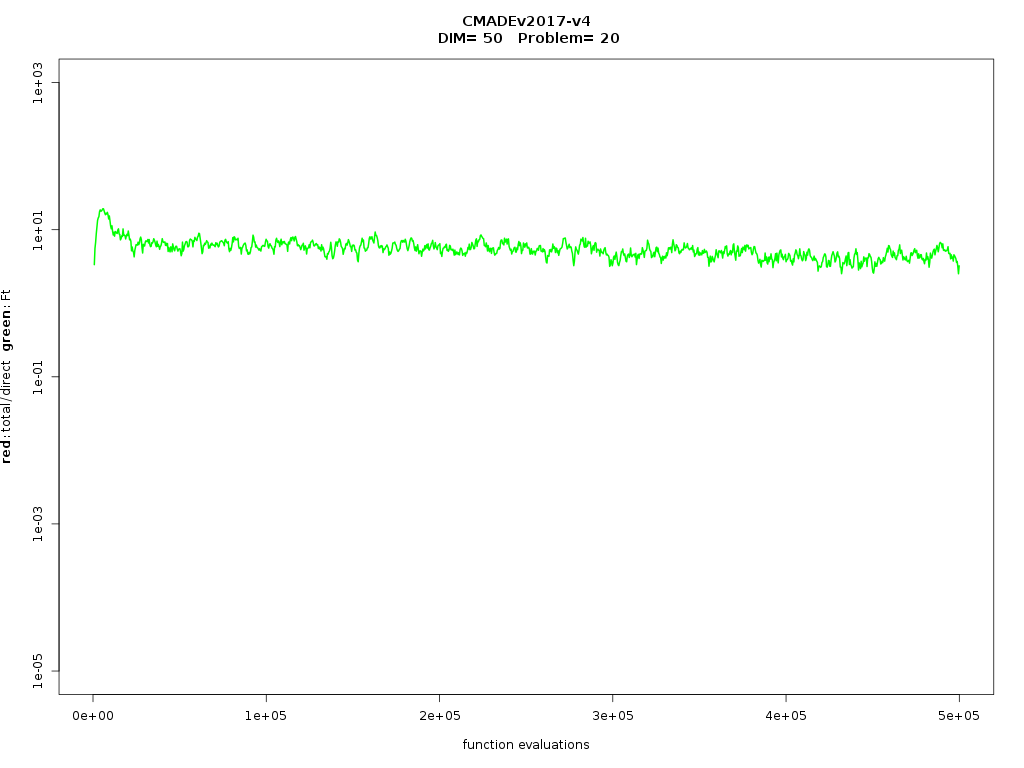 CMADEv2017-v4
DIM= 50   Problem= 20
1e+03
1e+01
1e-01
1e-03
1e-05
red:total/direct  green: Ft
0e+00
1e+05
2e+05
3e+05
4e+05
5e+05
function evaluations